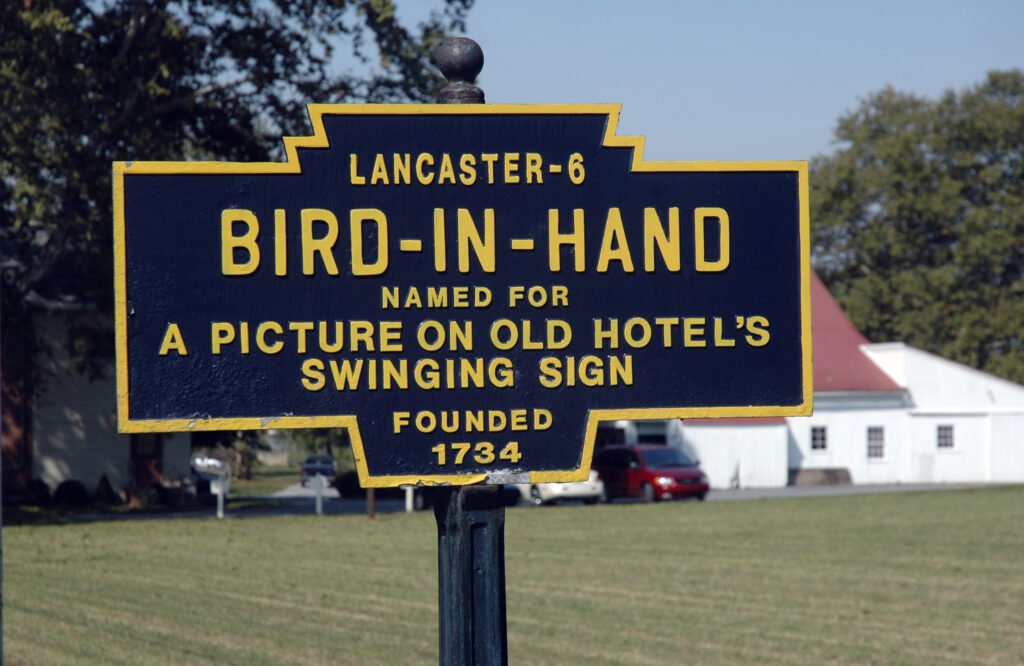 LANCASTER-6
BIRD-IN-HAND
NAMED FOR
A PICTURE ON OLD HOTEL'S
SWINGING SIGN
FOUNDED
1734